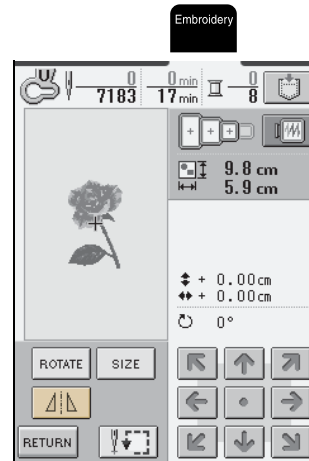 Embroidery
U 0 0 min 0
7183 17 min 8
9.8 cm
5.9 cm
+ 0.00cm
+ 0.00cm
0°
ROTATE SIZE
RETURN